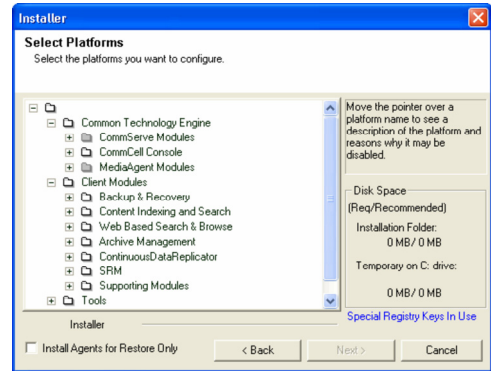 Installer
Select Platforms
Select the platforms you want to configure.
Common Technology Engine
CommServe Modules
CommCell Console
MediaAgent Modules
Client Modules
Backup & Recovery
Content Indexing and Search
Web Based Search & Browse
Archive Management
ContinuousDataReplicator
SRM
Supporting Modules
Tools
Move the pointer over a
platform name to see a
description of the platform and
reasons why it may be
disabled.
Disk Space
(Req/Recommended)
Installation Folder:
0 MB/ 0 MB
Temporary on C: drive:
0 MB/ 0 MB
Special Registry Keys In Use
Installer
Install Agents for Restore Only
< Back
Next >
Cancel